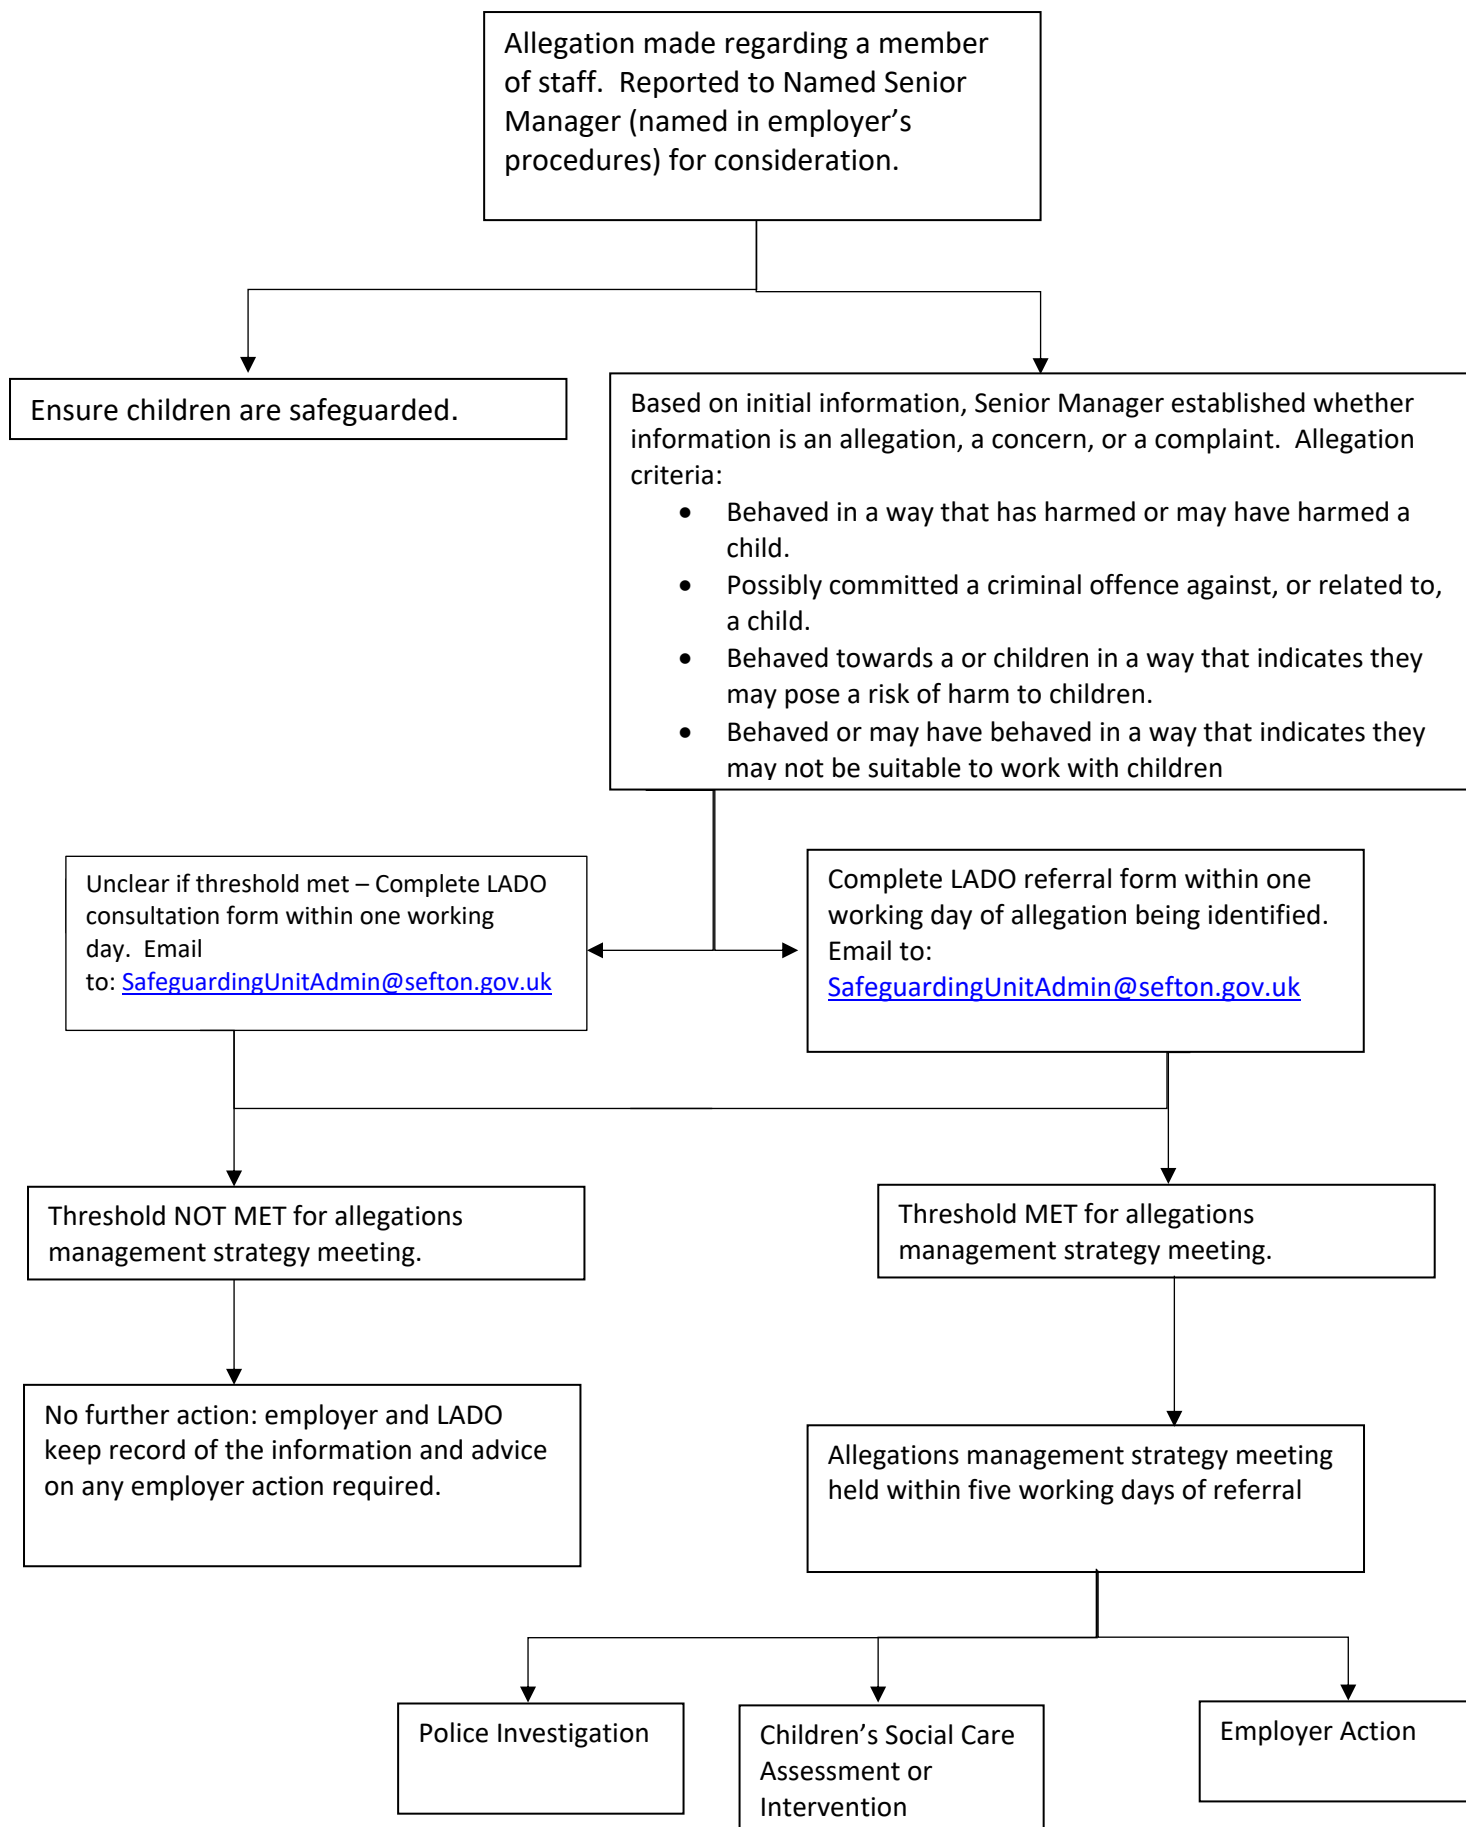 Allegation made regarding a member
of staff.  Reported to Named Senior
Manager (named in employer’s
procedures) for consideration.
Ensure children are safeguarded.
Based on initial information, Senior Manager established whether
information is an allegation, a concern, or a complaint.  Allegation
criteria:
• Behaved in a way that has harmed or may have harmed a
child.
• Possibly committed a criminal offence against, or related to,
a child.
• Behaved towards a or children in a way that indicates they
may pose a risk of harm to children.
• Behaved or may have behaved in a way that indicates they
may not be suitable to work with children
Unclear if threshold met – Complete LADO
consultation form within one working
day.  Email
to: SafeguardingUnitAdmin@sefton.gov.uk
Complete LADO referral form within one
working day of allegation being identified.
Email to:
SafeguardingUnitAdmin@sefton.gov.uk
Threshold NOT MET for allegations
management strategy meeting.
Threshold MET for allegations
management strategy meeting.
No further action: employer and LADO
keep record of the information and advice
on any employer action required.
Allegations management strategy meeting
held within five working days of referral
Police Investigation
Children’s Social Care
Assessment or
Intervention
Employer Action